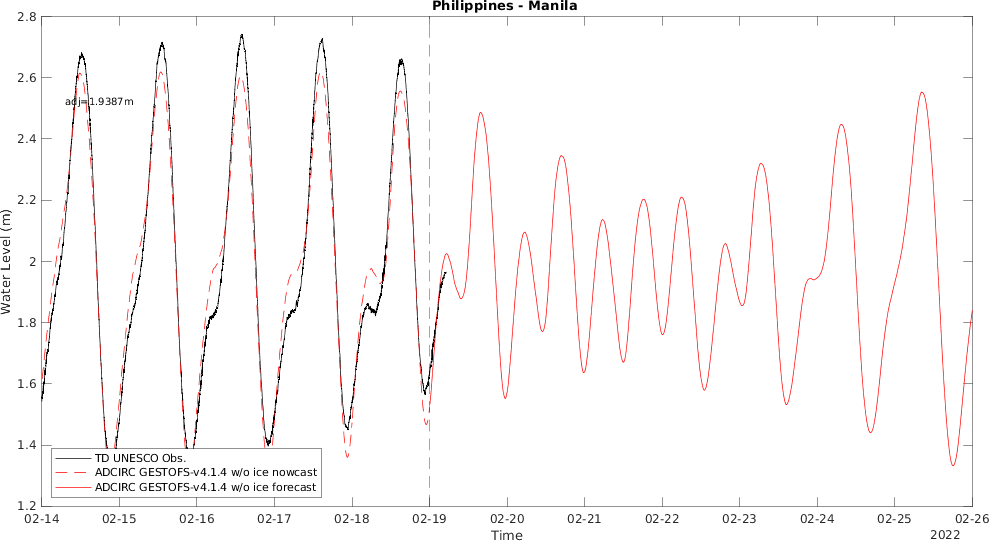 Philippines - Manila
2.8
2.6
adj=1.9387m
2.4
2.2
2
1.8
1.6
1.4
1.2
Water Level (m)
TD UNESCO Obs.
ADCIRC GESTOFS-v4.1.4 w/o ice nowcast
ADCIRC GESTOFS-v4.1.4 w/o ice forecast
02-14 02-15 02-16 02-17 02-18 02-19 02-20 02-21 02-22 02-23 02-24 02-25 02-26
Time
2022